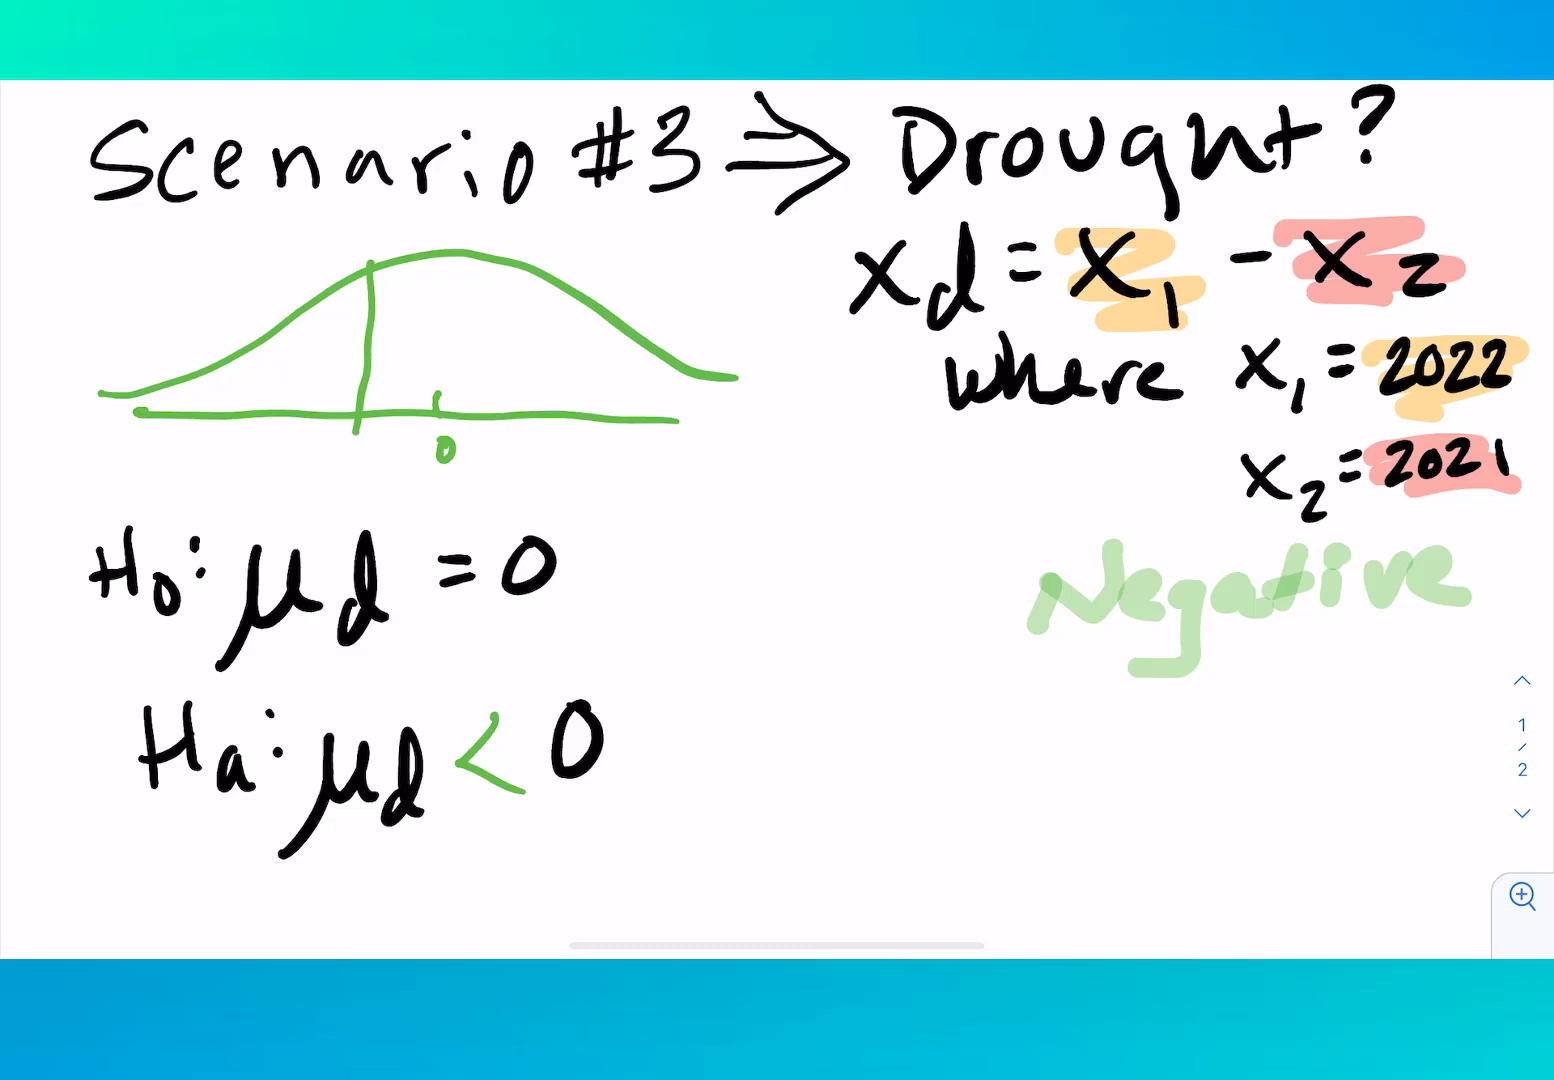 Scenario #3 ⇒ Drought?
xd = x1 - x2
where x1 = 2022
x2 = 2021
Negative
0
H0: μd = 0
Ha: μd < 0
1
/
2